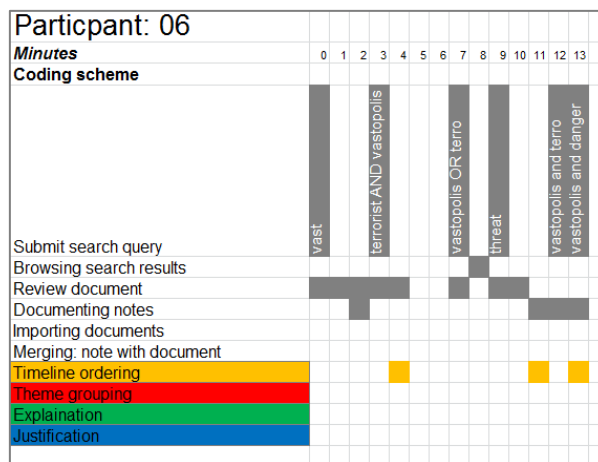 Particpant: 06
Minutes 0 1 2 3 4 5 6 7 8 9 10 11 12 13
Coding scheme
Submit search query
vast
terrorist AND vastopolis
vastopolis OR terro
threat
vastopolis and terro
vastopolis and danger
Browsing search results
Review document
Documenting notes
Importing documents
Merging: note with document
Timeline ordering
Theme grouping
Explaination
Justification